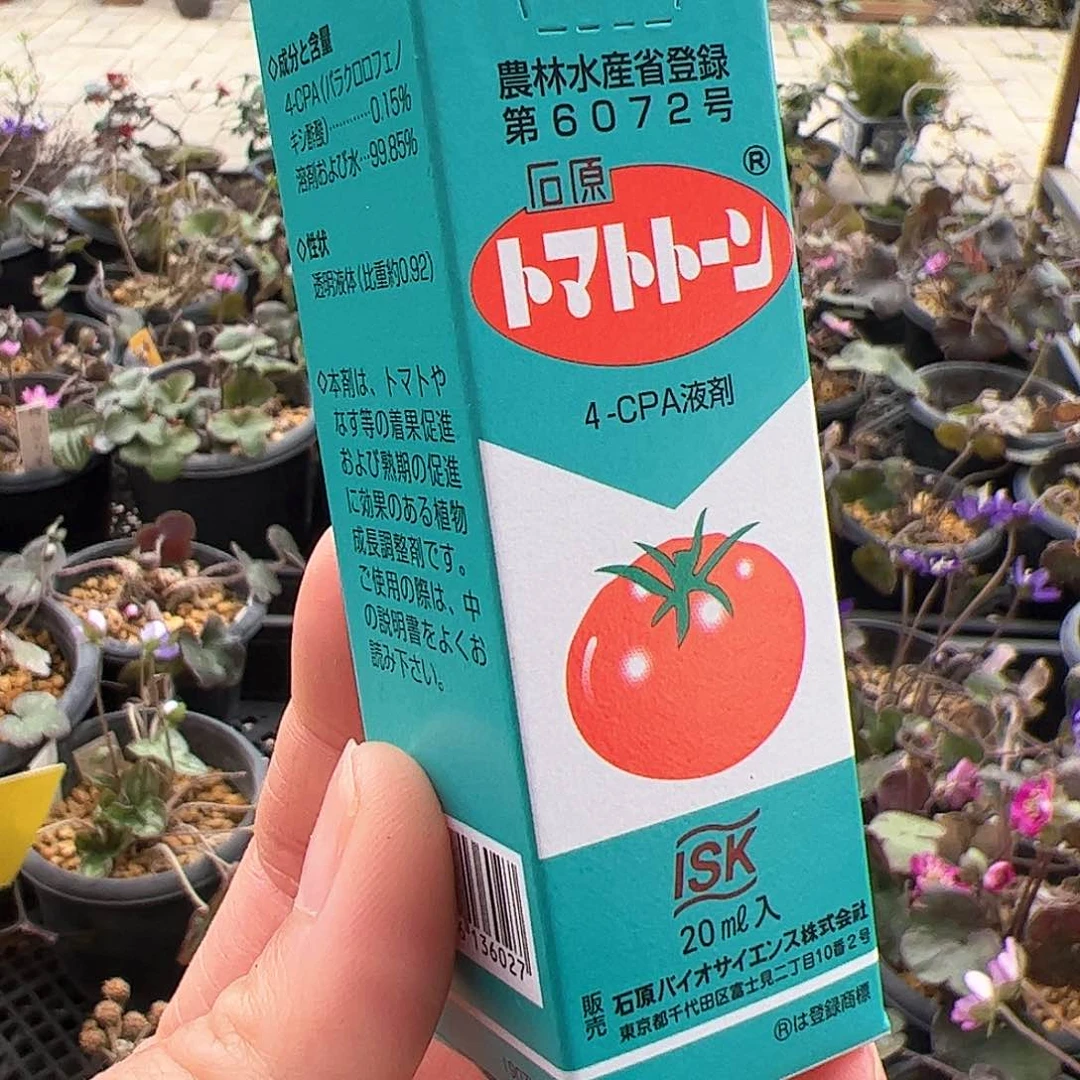 ◇成分と含量
4-CPA(パラクロロフェノ
キシ酢酸)…………0.15%
溶剤および水…99.85%
◇性状
透明液体(比重約0.92)
◇本剤は、トマトや
なす等の着果促進
および熟期の促進
に効果のある植物
成長調整剤です。
ご使用の際は、中
の説明書をよくお
読み下さい。
136027
農林水産省登録
第6072号
石原
®
トマトトーン
4-CPA液剤
ISK
20ml入
販売
石原バイオサイエンス株式会社
東京都千代田区富士見二丁目10番2号
®は登録商標